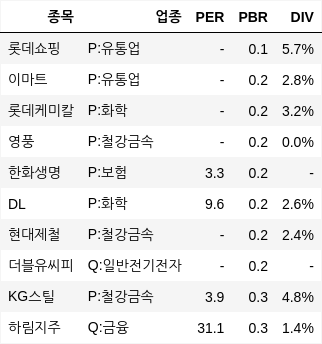 종목 업종 PER PBR DIV
롯데쇼핑 P:유통업 - 0.1 5.7%
이마트 P:유통업 - 0.2 2.8%
롯데케미칼 P:화학 - 0.2 3.2%
영풍 P:철강금속 - 0.2 0.0%
한화생명 P:보험 3.3 0.2 -
DL P:화학 9.6 0.2 2.6%
현대제철 P:철강금속 - 0.2 2.4%
더블유씨피 Q:일반전기전자 - 0.2 -
KG스틸 P:철강금속 3.9 0.3 4.8%
하림지주 Q:금융 31.1 0.3 1.4%